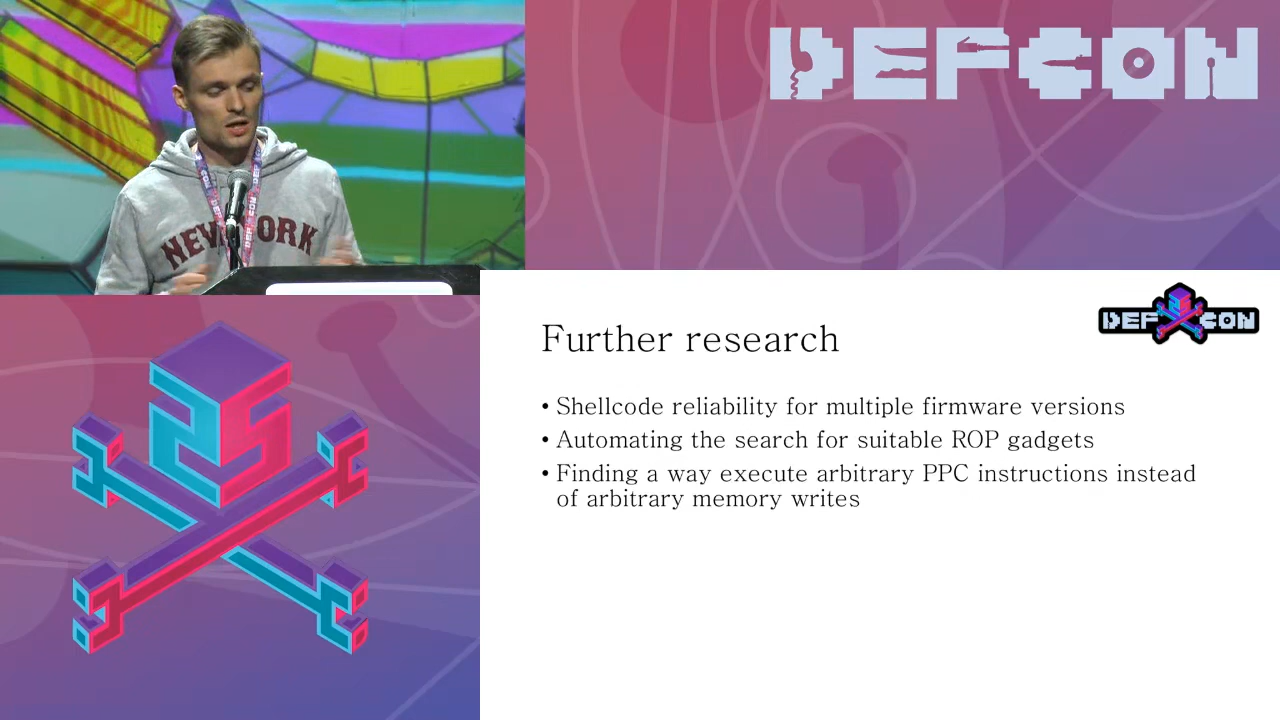 DEFCON
NEW YORK
DEF CON
Further research
• Shellcode reliability for multiple firmware versions
• Automating the search for suitable ROP gadgets
• Finding a way execute arbitrary PPC instructions instead
of arbitrary memory writes